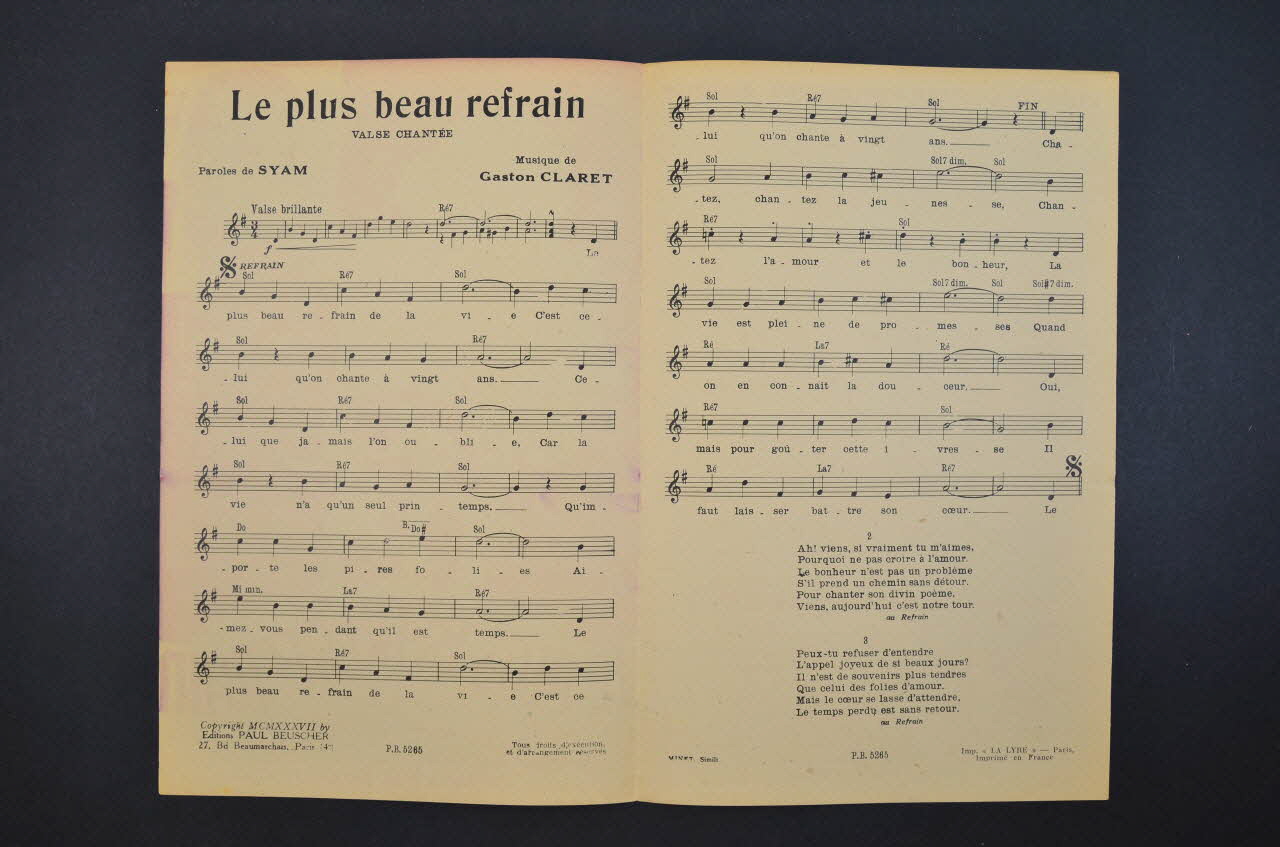 Le plus beau refrain
VALSE CHANTÉE
Paroles de SYAM
Musique de
Gaston CLARET
Valse brillante
Ré7
f
Le
REFRAIN
Sol Ré7 Sol
plus beau re - frain de la vi - e C'est ce -
Sol Ré7
- lui qu'on chante à vingt ans. Ce -
Sol Ré7 Sol
- lui que ja - mais l'on ou - bli - e, Car la
Sol Ré7 Sol
vie n'a qu'un seul prin - temps. Qu'im -
Do B. Do# Sol
- por - te les pi - res fo - li - es Ai -
Mi min. La7 Ré7
- mez - vous pen - dant qu'il est temps. Le
Sol Ré7 Sol
plus beau re - frain de la vi - e C'est ce
Copyright MCMXXXVII by
Editions PAUL BEUSCHER
27, Bd Beaumarchais, Paris (4e)
P.B. 5265
Tous droits d'exécution,
et d'arrangement réservés
Sol Ré7 Sol FIN
- lui qu'on chante à vingt ans. Cha -
Sol Sol7 dim. Sol
- tez, chan - tez la jeu - nes - se, Chan -
Ré7 Sol
- tez l'a - mour et le bon - heur, La
Sol7 dim. Sol Sol#7 dim.
vie est plei - ne de pro - mes - ses Quand
Ré La7 Ré
on en con - nait la dou - ceur. Oui,
Ré7 Sol
mais pour goû - ter cette i - vres - se Il
Ré La7 Ré7
faut lais - ser bat - tre son cœur. Le
2
Ah! viens, si vraiment tu m'aimes,
Pourquoi ne pas croire à l'amour.
Le bonheur n'est pas un problème
S'il prend un chemin sans détour.
Pour chanter son divin poème,
Viens, aujourd'hui c'est notre tour.
au Refrain
3
Peux-tu refuser d'entendre
L'appel joyeux de si beaux jours?
Il n'est de souvenirs plus tendres
Que celui des folies d'amour.
Mais le cœur se lasse d'attendre,
Le temps perdu est sans retour.
au Refrain
MINET. Simili
P.B. 5265
Imp. « LA LYRE » — Paris,
Imprimé en France